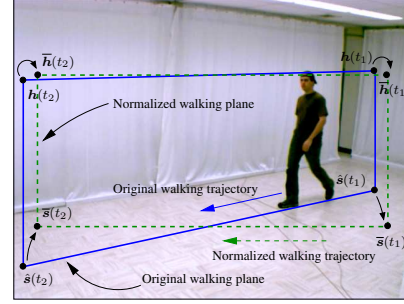 h̅(t₂)
h(t₁)
h(t₂)
h̅(t₁)
Normalized walking plane
Original walking trajectory
ŝ(t₁)
s̅(t₂)
s̅(t₁)
Normalized walking trajectory
ŝ(t₂)
Original walking plane